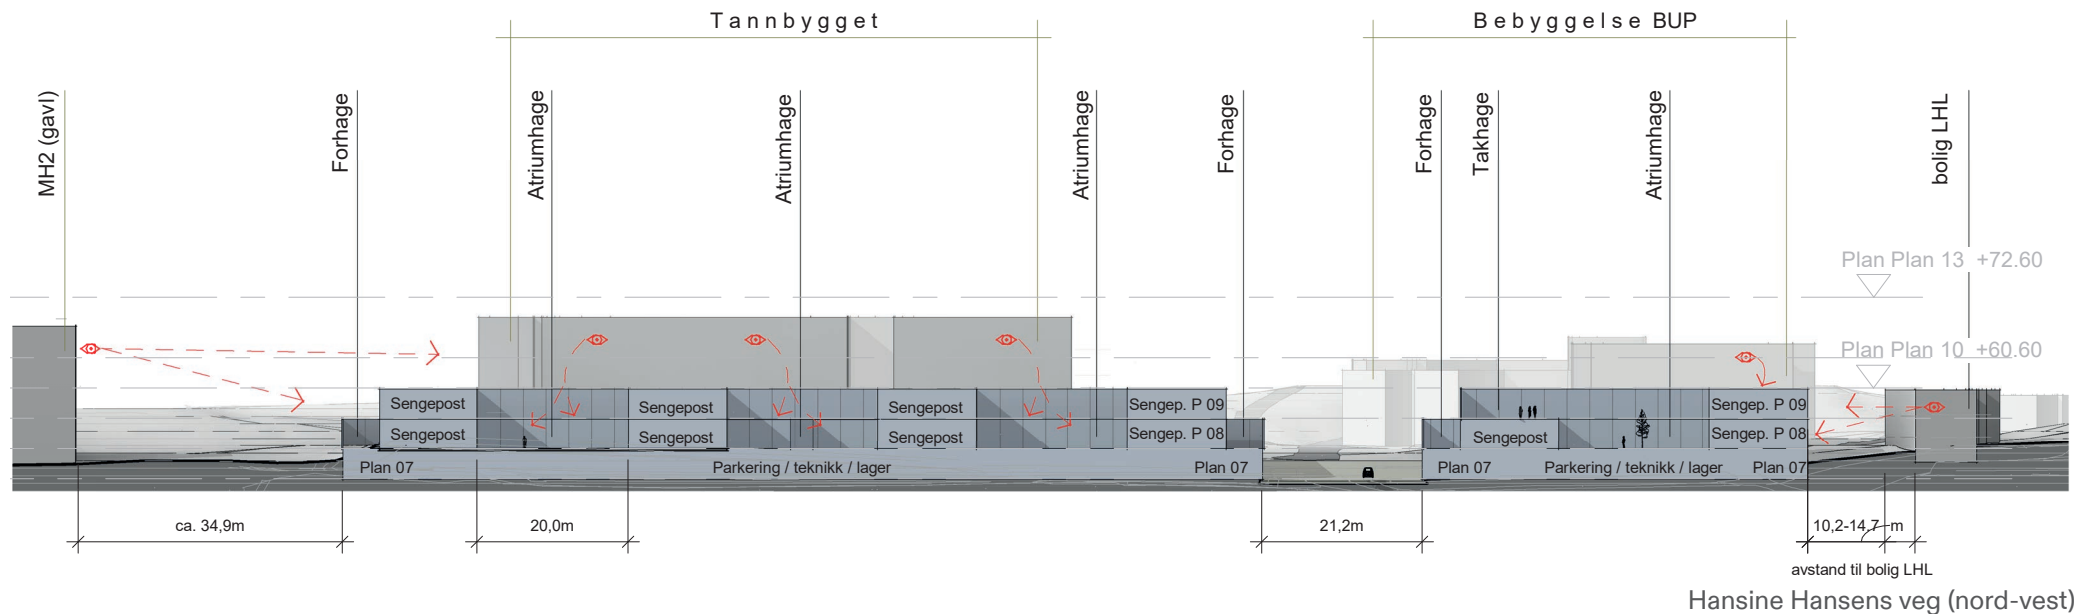 Tannbygget
Bebyggelse BUP
MH2 (gavl)
Forhage
Atriumhage
Atriumhage
Atriumhage
Forhage
Forhage
Takhage
Atriumhage
bolig LHL
Plan Plan 13 +72.60
Plan Plan 10 +60.60
Sengepost
Sengepost
Sengepost
Sengep. P 09
Sengep. P 09
Sengepost
Sengepost
Sengepost
Sengep. P 08
Sengepost
Sengep. P 08
Plan 07
Parkering / teknikk / lager
Plan 07
Plan 07
Parkering / teknikk / lager
Plan 07
ca. 34,9m
20,0m
21,2m
10,2-14,7 m
avstand til bolig LHL
Hansine Hansens veg (nord-vest)